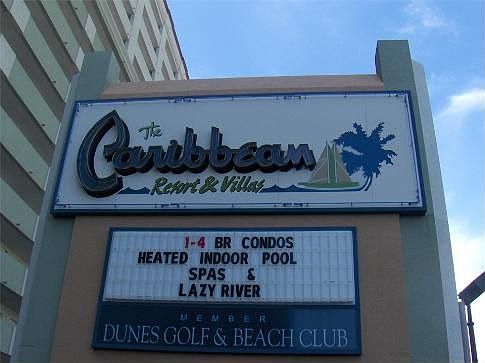 The
Caribbean
Resort & Villas
1-4 BR CONDOS
HEATED INDOOR POOL
SPAS &
LAZY RIVER
MEMBER
DUNES GOLF & BEACH CLUB